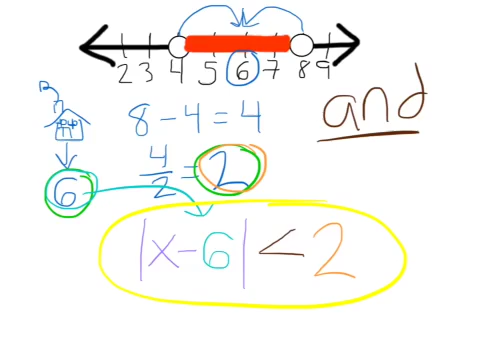 2 3 4 5 6 7 8 9
and
8 - 4 = 4
4/2 = 2
6
|x - 6| < 2